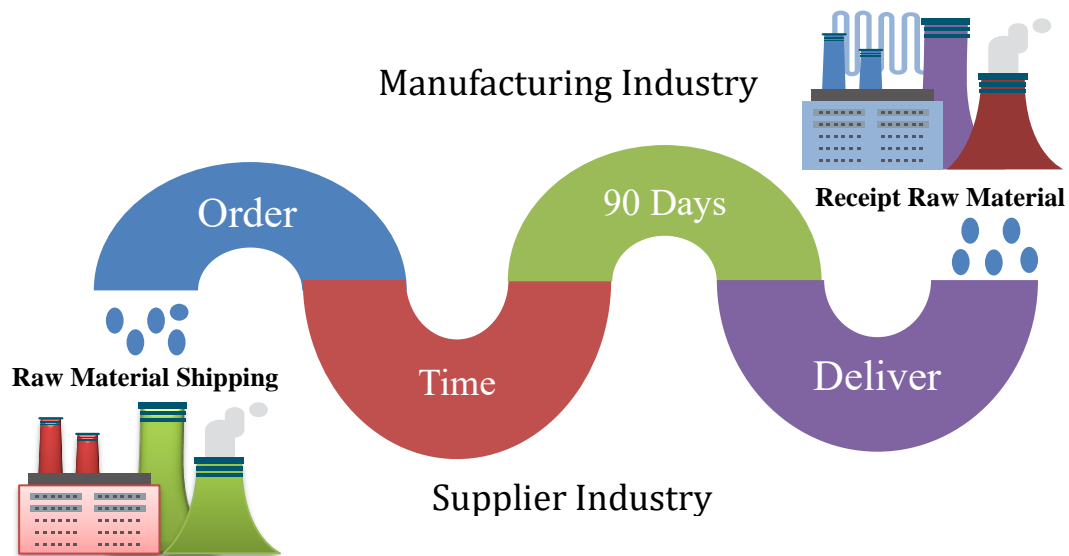 Manufacturing Industry
Receipt Raw Material
Order
90 Days
Time
Deliver
Raw Material Shipping
Supplier Industry